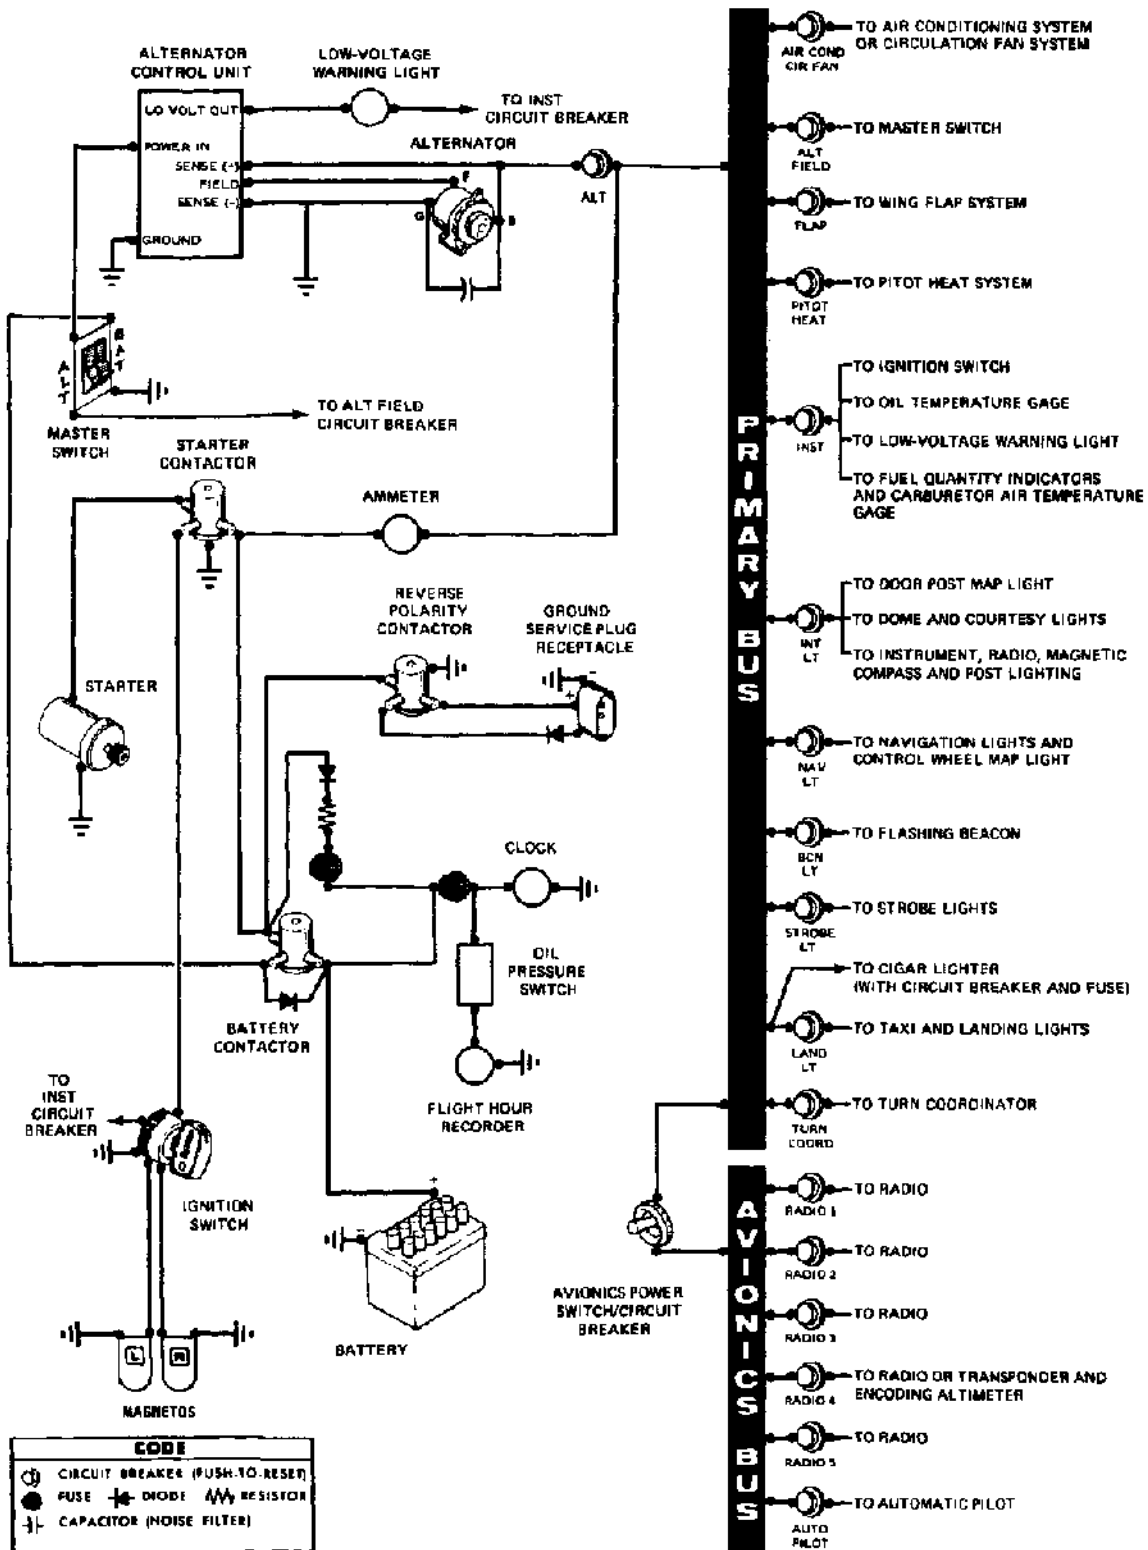 ALTERNATOR
CONTROL UNIT
LO VOLT OUT
POWER IN
SENSE (+)
FIELD
SENSE (-)
GROUND
LOW-VOLTAGE
WARNING LIGHT
TO INST
CIRCUIT BREAKER
ALTERNATOR
F
G
B
ALT
ALT
BAT
MASTER
SWITCH
TO ALT FIELD
CIRCUIT BREAKER
STARTER
CONTACTOR
AMMETER
REVERSE
POLARITY
CONTACTOR
GROUND
SERVICE PLUG
RECEPTACLE
-
+
STARTER
CLOCK
OIL
PRESSURE
SWITCH
BATTERY
CONTACTOR
FLIGHT HOUR
RECORDER
TO
INST
CIRCUIT
BREAKER
IGNITION
SWITCH
+
-
BATTERY
AVIONICS POWER
SWITCH/CIRCUIT
BREAKER
L
R
MAGNETOS
CODE
CIRCUIT BREAKER (PUSH-TO-RESET)
FUSE DIODE RESISTOR
CAPACITOR (NOISE FILTER)
PRIMARY BUS
AIR COND
CIR FAN
TO AIR CONDITIONING SYSTEM
OR CIRCULATION FAN SYSTEM
ALT
FIELD
TO MASTER SWITCH
FLAP
TO WING FLAP SYSTEM
PITOT
HEAT
TO PITOT HEAT SYSTEM
INST
TO IGNITION SWITCH
TO OIL TEMPERATURE GAGE
TO LOW-VOLTAGE WARNING LIGHT
TO FUEL QUANTITY INDICATORS
AND CARBURETOR AIR TEMPERATURE
GAGE
INT
LT
TO DOOR POST MAP LIGHT
TO DOME AND COURTESY LIGHTS
TO INSTRUMENT, RADIO, MAGNETIC
COMPASS AND POST LIGHTING
NAV
LT
TO NAVIGATION LIGHTS AND
CONTROL WHEEL MAP LIGHT
BCN
LT
TO FLASHING BEACON
STROBE
LT
TO STROBE LIGHTS
TO CIGAR LIGHTER
(WITH CIRCUIT BREAKER AND FUSE)
LAND
LT
TO TAXI AND LANDING LIGHTS
TURN
COORD
TO TURN COORDINATOR
AVIONICS BUS
RADIO 1
TO RADIO
RADIO 2
TO RADIO
RADIO 3
TO RADIO
RADIO 4
TO RADIO OR TRANSPONDER AND
ENCODING ALTIMETER
RADIO 5
TO RADIO
AUTO
PILOT
TO AUTOMATIC PILOT